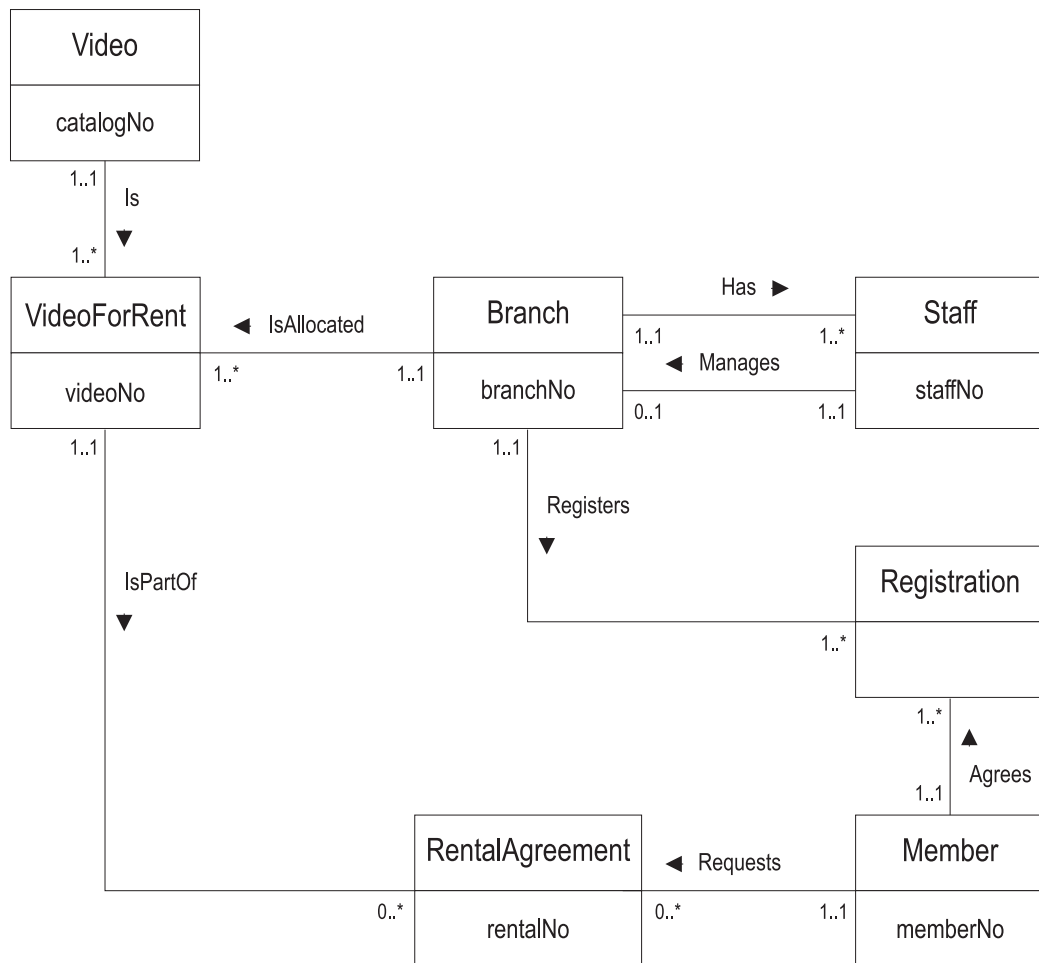 Video
catalogNo
1..1
Is
▼
1..*
VideoForRent
videoNo
◄ IsAllocated
1..*
1..1
Branch
branchNo
Has ►
1..1
1..*
◄ Manages
0..1
1..1
Staff
staffNo
1..1
1..1
Registers
▼
IsPartOf
▼
Registration
1..*
1..*
▲
Agrees
1..1
RentalAgreement
rentalNo
◄ Requests
0..*
0..*
1..1
Member
memberNo